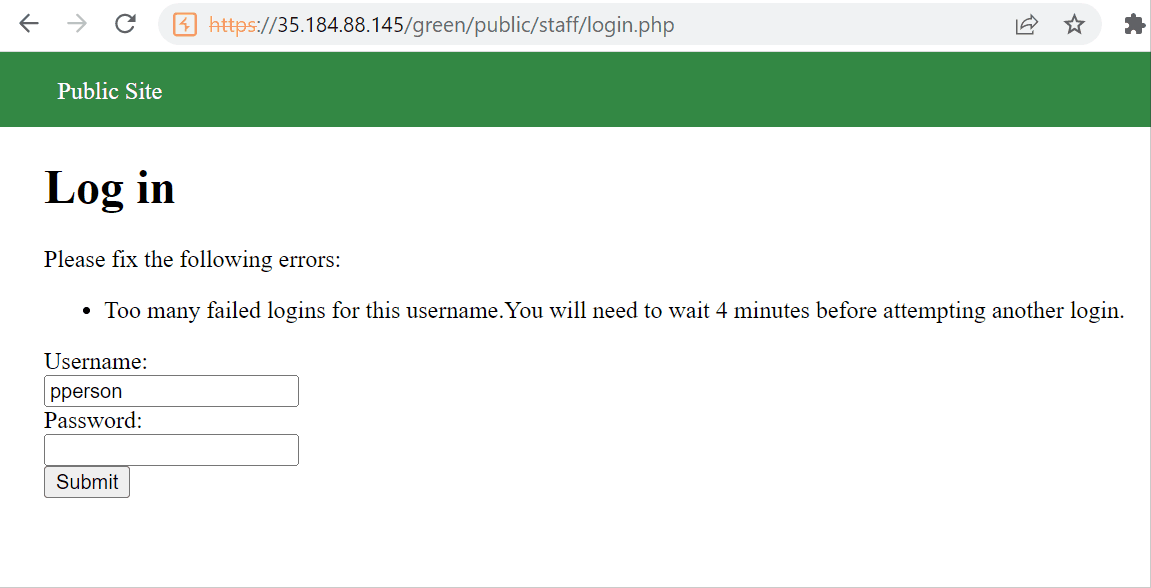 https://35.184.88.145/green/public/staff/login.php
Public Site
Log in
Please fix the following errors:
• Too many failed logins for this username.You will need to wait 4 minutes before attempting another login.
Username:
pperson
Password:
Submit